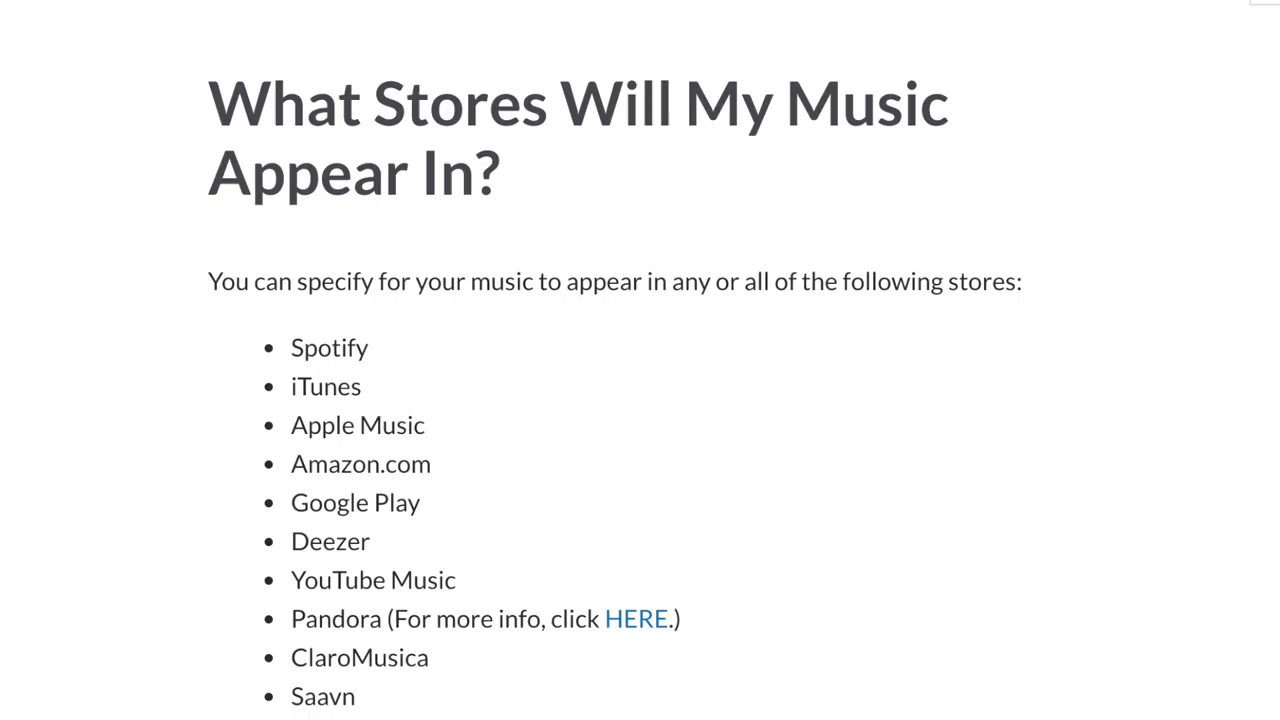 What Stores Will My Music
Appear In?
You can specify for your music to appear in any or all of the following stores:
• Spotify
• iTunes
• Apple Music
• Amazon.com
• Google Play
• Deezer
• YouTube Music
• Pandora (For more info, click HERE.)
• ClaroMusica
• Saavn